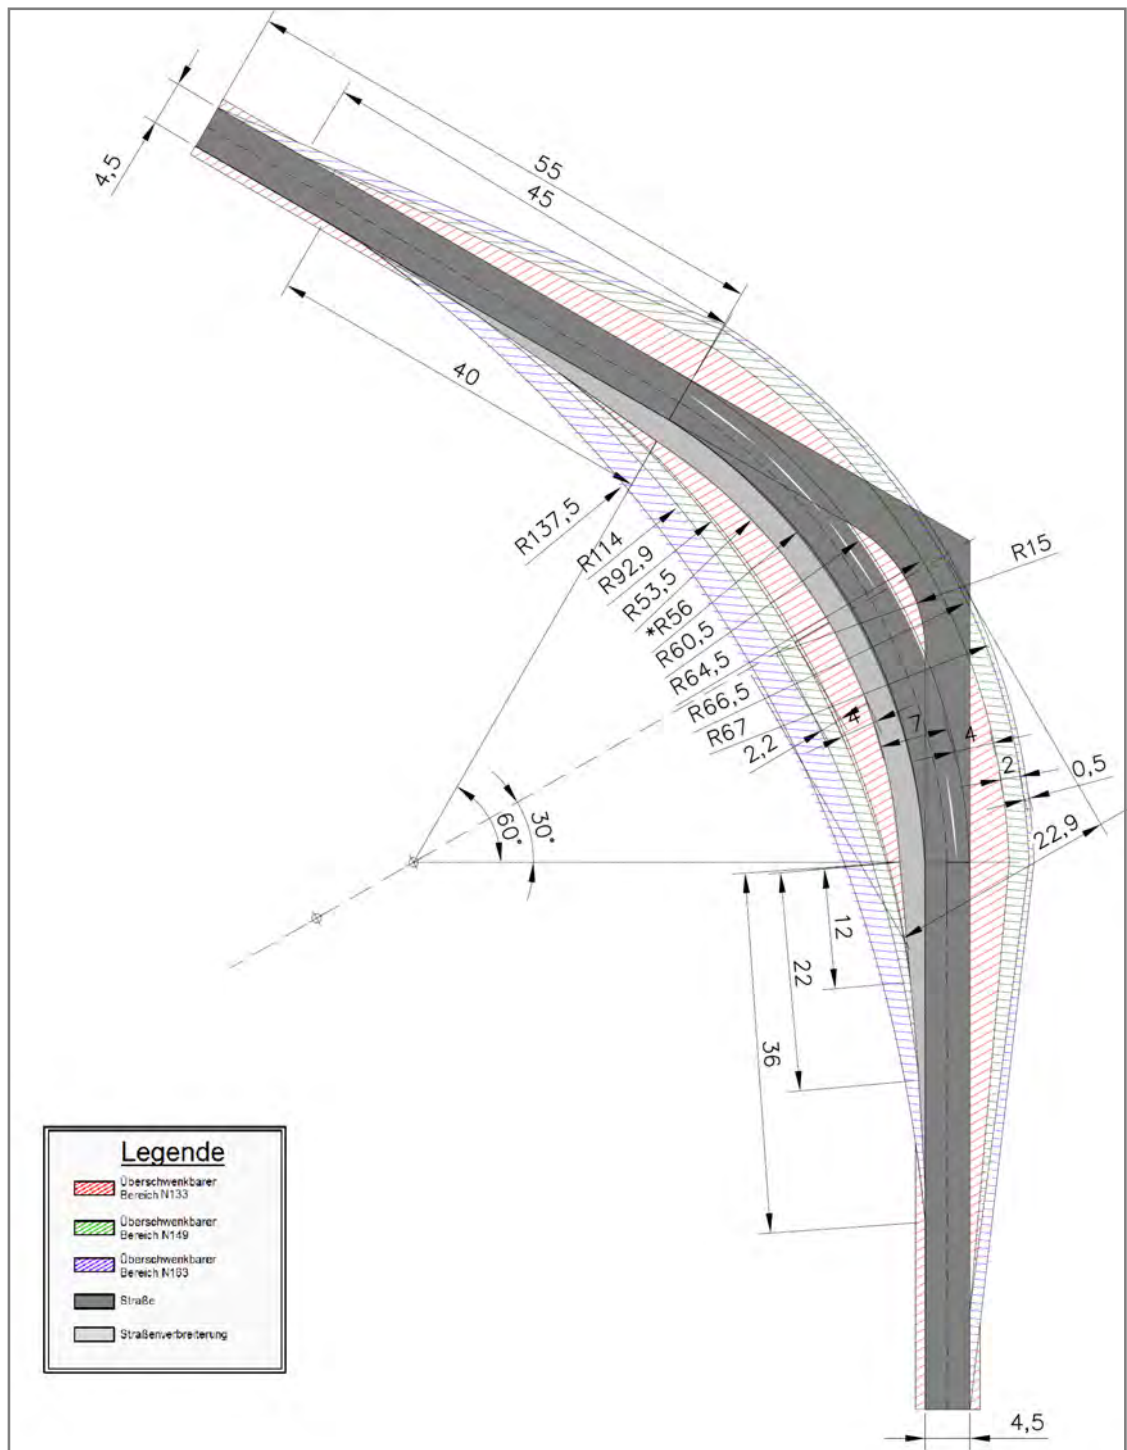 55
45
4,5
40
R137,5
R114
R92,9
R53,5
*R56
R60,5
R64,5
R66,5
R67
2,2
4
7
4
2
0,5
R15
22,9
60°
30°
12
22
36
4,5
Legende
Überschwenkbarer
Bereich N133
Überschwenkbarer
Bereich N149
Überschwenkbarer
Bereich N163
Straße
Straßenverbreiterung